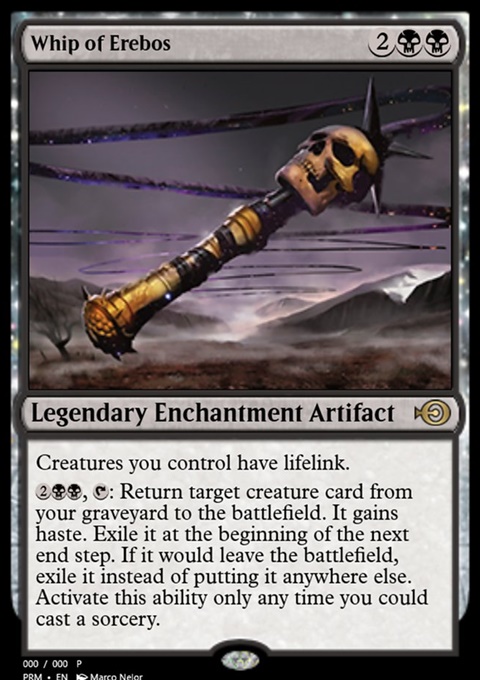 Whip of Erebos 2
Legendary Enchantment Artifact
Creatures you control have lifelink.
2, : Return target creature card from
your graveyard to the battlefield. It gains
haste. Exile it at the beginning of the next
end step. If it would leave the battlefield,
exile it instead of putting it anywhere else.
Activate this ability only any time you could
cast a sorcery.
000 / 000 P
PRM • EN Marco Nelor